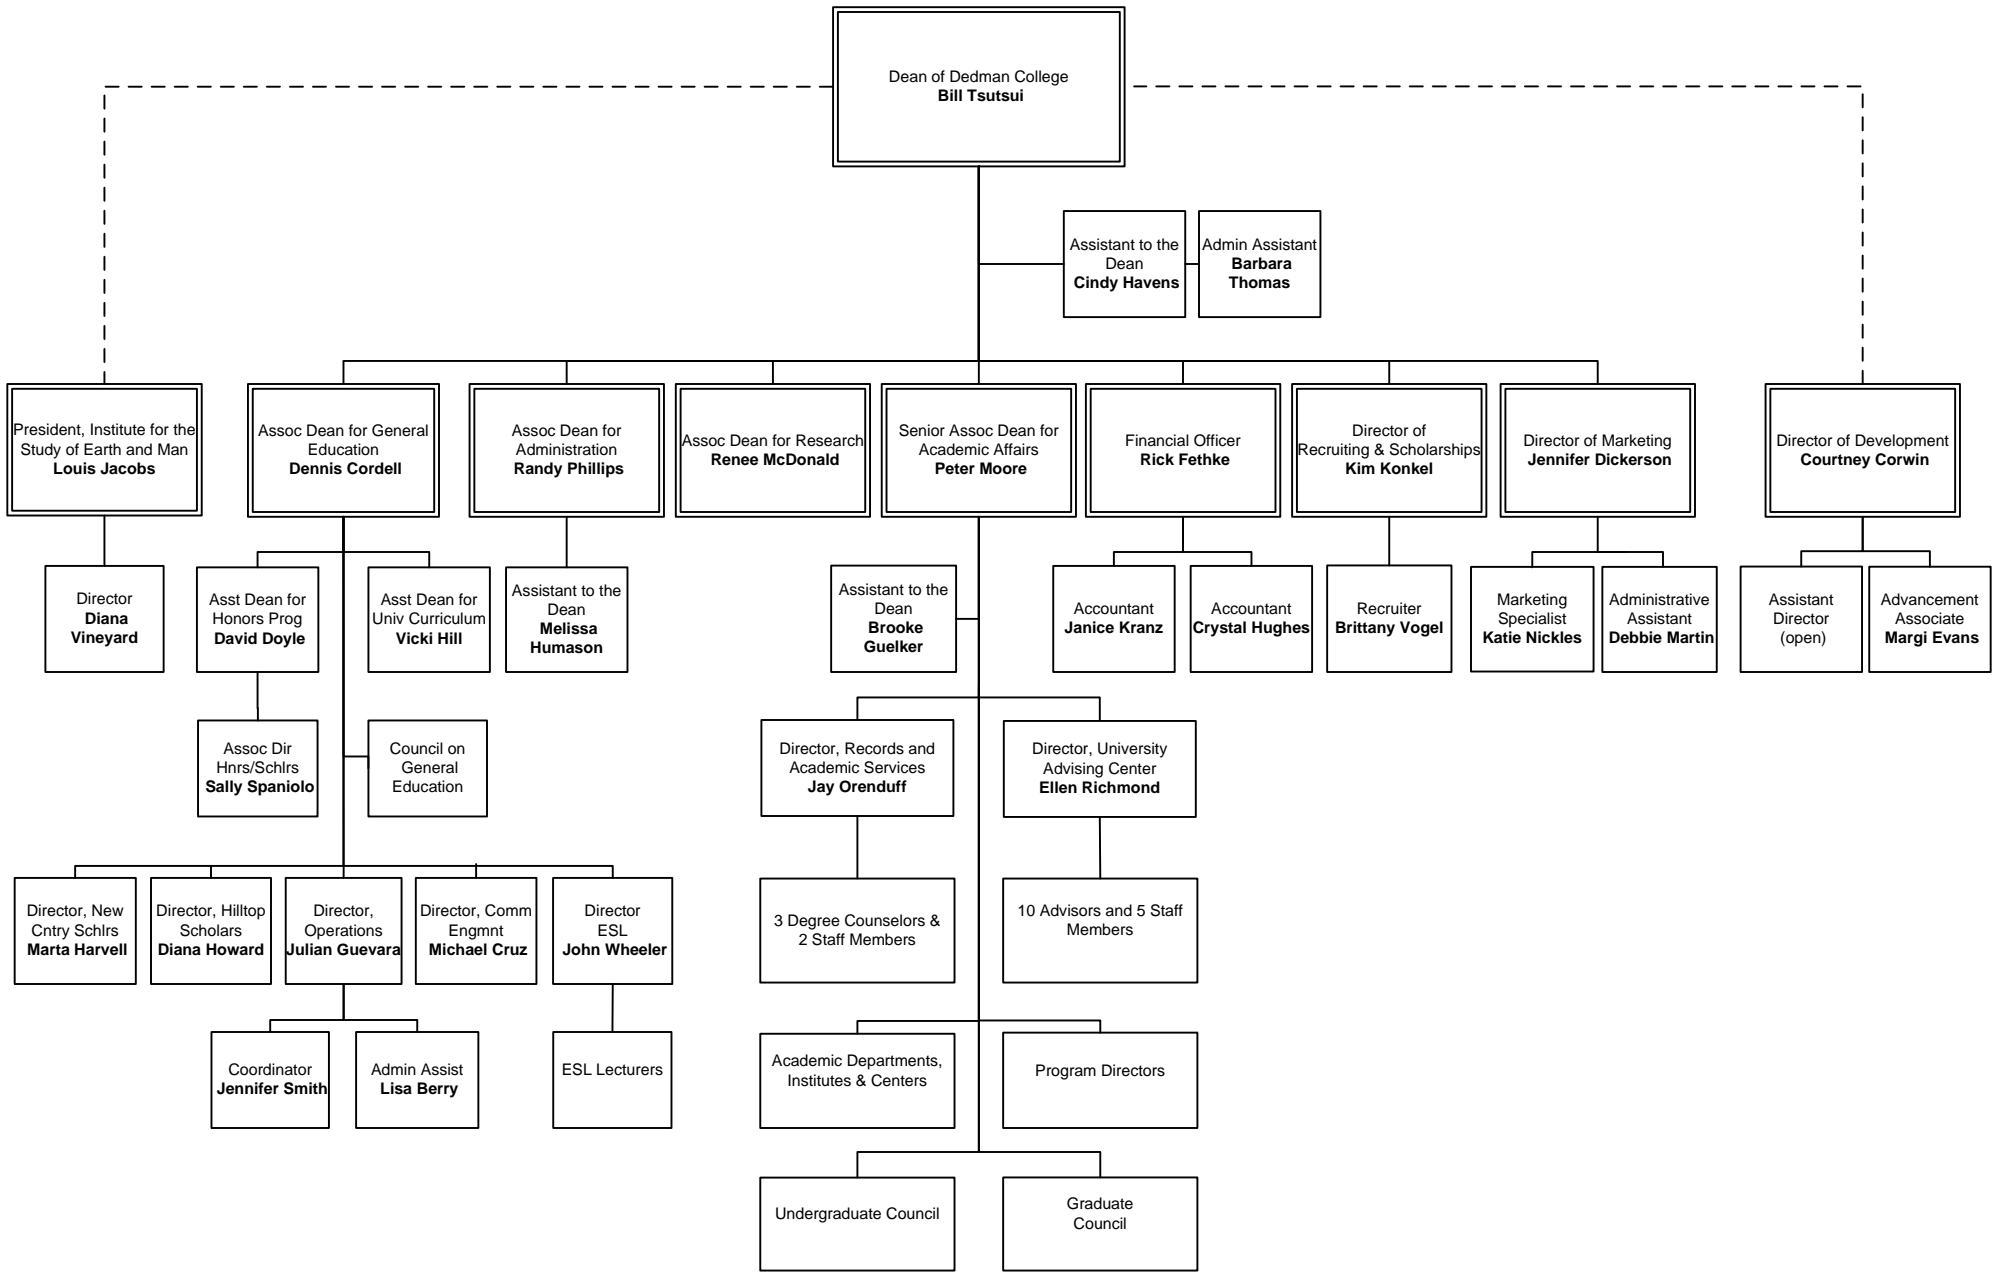 Dean of Dedman College
Bill Tsutsui
Assistant to the
Dean
Cindy Havens
Admin Assistant
Barbara
Thomas
President, Institute for the
Study of Earth and Man
Louis Jacobs
Assoc Dean for General
Education
Dennis Cordell
Assoc Dean for
Administration
Randy Phillips
Assoc Dean for Research
Renee McDonald
Senior Assoc Dean for
Academic Affairs
Peter Moore
Financial Officer
Rick Fethke
Director of
Recruiting & Scholarships
Kim Konkel
Director of Marketing
Jennifer Dickerson
Director of Development
Courtney Corwin
Director
Diana
Vineyard
Asst Dean for
Honors Prog
David Doyle
Asst Dean for
Univ Curriculum
Vicki Hill
Assistant to the
Dean
Melissa
Humason
Assistant to the
Dean
Brooke
Guelker
Accountant
Janice Kranz
Accountant
Crystal Hughes
Recruiter
Brittany Vogel
Marketing
Specialist
Katie Nickles
Administrative
Assistant
Debbie Martin
Assistant
Director
(open)
Advancement
Associate
Margi Evans
Assoc Dir
Hnrs/Schlrs
Sally Spaniolo
Council on
General
Education
Director, Records and
Academic Services
Jay Orenduff
Director, University
Advising Center
Ellen Richmond
Director, New
Cntry Schlrs
Marta Harvell
Director, Hilltop
Scholars
Diana Howard
Director,
Operations
Julian Guevara
Director, Comm
Engmnt
Michael Cruz
Director
ESL
John Wheeler
3 Degree Counselors &
2 Staff Members
10 Advisors and 5 Staff
Members
Coordinator
Jennifer Smith
Admin Assist
Lisa Berry
ESL Lecturers
Academic Departments,
Institutes & Centers
Program Directors
Undergraduate Council
Graduate
Council